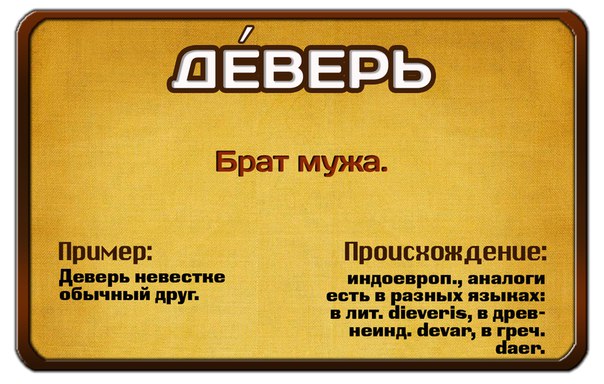 ДЕ́ВЕРЬ
Брат мужа.
Пример:
Деверь невестке
обычный друг.
Происхождение:
индоевроп., аналоги
есть в разных языках:
в лит. dieveris, в древ-
неинд. devar, в греч.
daer.